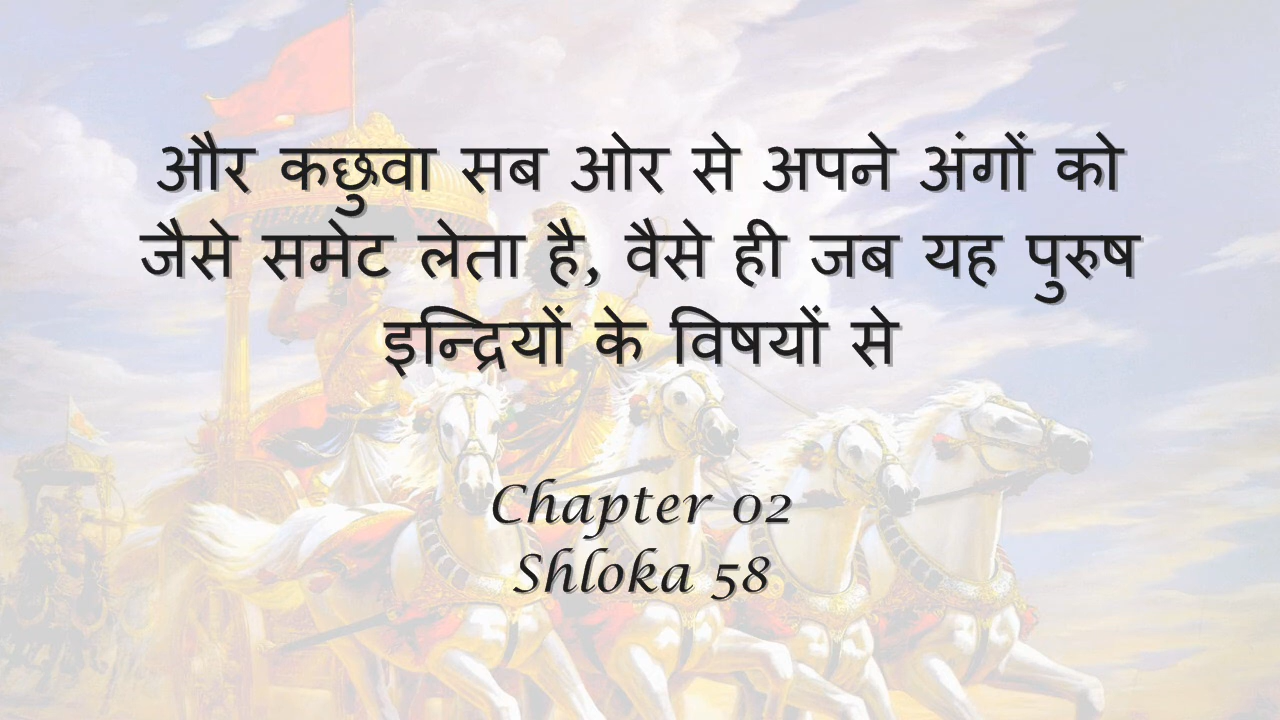 और कछुवा सब ओर से अपने अंगों को
जैसे समेट लेता है, वैसे ही जब यह पुरुष
इन्द्रियों के विषयों से
Chapter 02
Shloka 58